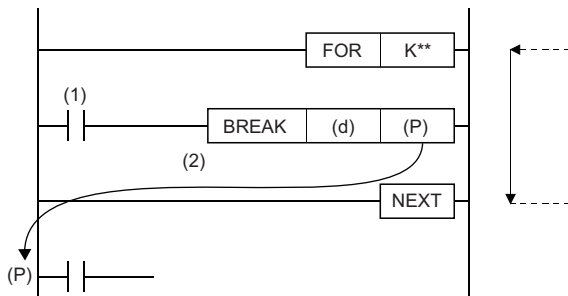 FOR K**
(1)
BREAK (d) (P)
(2)
NEXT
(P)